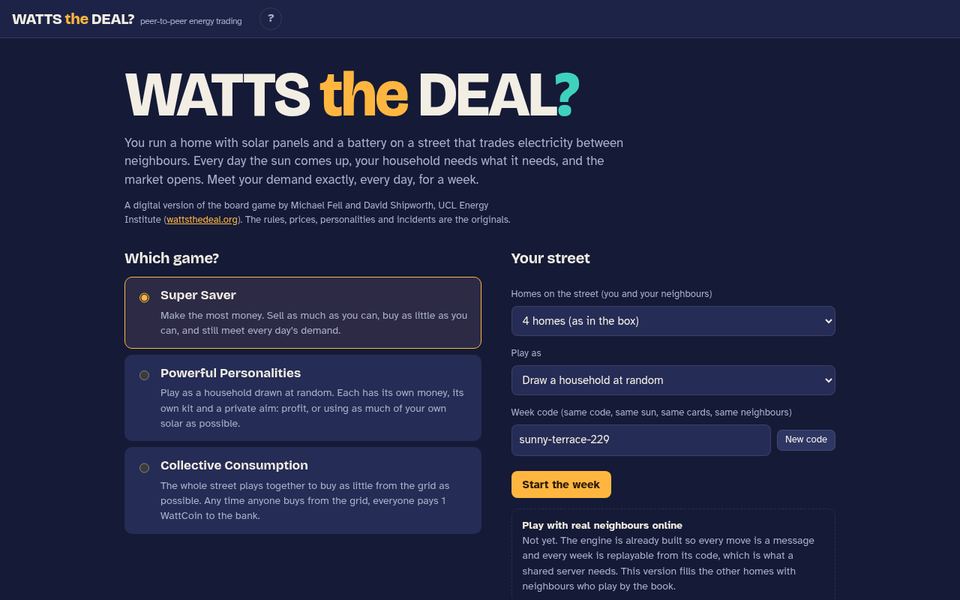 WATTS the DEAL? peer-to-peer energy trading ?
WATTS the DEAL?
You run a home with solar panels and a battery on a street that trades electricity between
neighbours. Every day the sun comes up, your household needs what it needs, and the
market opens. Meet your demand exactly, every day, for a week.
A digital version of the board game by Michael Fell and David Shipworth, UCL Energy
Institute (wattsthedeal.org). The rules, prices, personalities and incidents are the originals.
Which game?
Super Saver
Make the most money. Sell as much as you can, buy as little as you
can, and still meet every day's demand.
Powerful Personalities
Play as a household drawn at random. Each has its own money, its
own kit and a private aim: profit, or using as much of your own
solar as possible.
Collective Consumption
The whole street plays together to buy as little from the grid as
possible. Any time anyone buys from the grid, everyone pays 1
WattCoin to the bank.
Your street
Homes on the street (you and your neighbours)
4 homes (as in the box)
Play as
Draw a household at random
Week code (same code, same sun, same cards, same neighbours)
sunny-terrace-229
New code
Start the week
Play with real neighbours online
Not yet. The engine is already built so every move is a message
and every week is replayable from its code, which is what a
shared server needs. This version fills the other homes with
neighbours who play by the book.